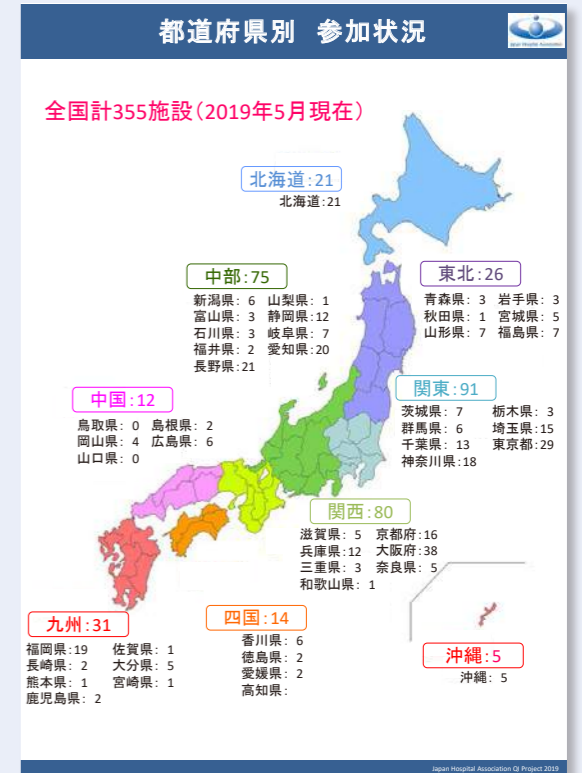 都道府県別 参加状況
Japan Hospital Association
全国計355施設(2019年5月現在)
北海道:21
北海道:21
中部:75
新潟県: 6 山梨県: 1
富山県: 3 静岡県:12
石川県: 3 岐阜県: 7
福井県: 2 愛知県:20
長野県:21
東北:26
青森県: 3 岩手県: 3
秋田県: 1 宮城県: 5
山形県: 7 福島県: 7
関東:91
茨城県: 7 栃木県: 3
群馬県: 6 埼玉県:15
千葉県: 13 東京都:29
神奈川県:18
中国:12
鳥取県: 0 島根県: 2
岡山県: 4 広島県: 6
山口県: 0
関西:80
滋賀県: 5 京都府:16
兵庫県:12 大阪府:38
三重県: 3 奈良県: 5
和歌山県: 1
九州:31
福岡県:19 佐賀県: 1
長崎県: 2 大分県: 5
熊本県: 1 宮崎県: 1
鹿児島県: 2
四国:14
香川県: 6
徳島県: 2
愛媛県: 2
高知県:
沖縄:5
沖縄: 5
Japan Hospital Association QI Project 2019